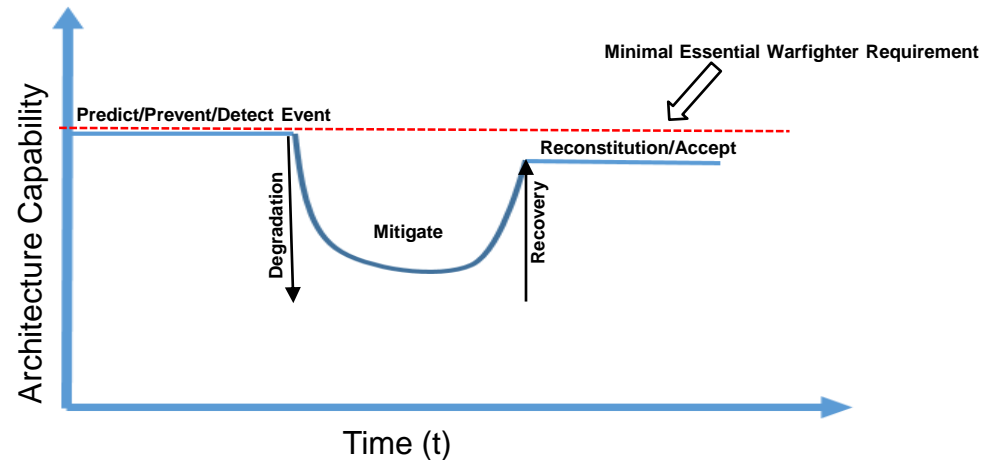 Minimal Essential Warfighter Requirement
Predict/Prevent/Detect Event
Reconstitution/Accept
Architecture Capability
Degradation
Mitigate
Recovery
Time (t)